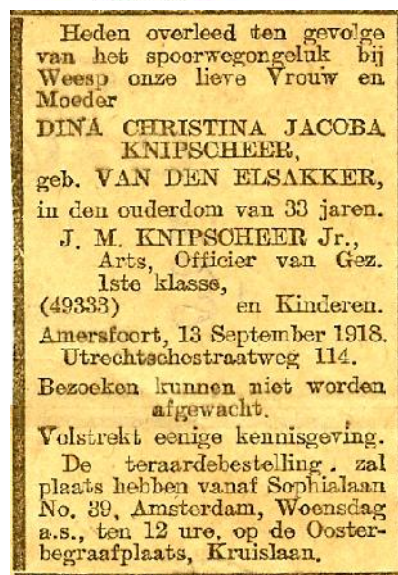 Heden overleed ten gevolge
van het spoorwegongeluk bij
Weesp onze lieve Vrouw en
Moeder
DINA CHRISTINA JACOBA
KNIPSCHEER,
geb. VAN DEN ELSAKKER,
in den ouderdom van 33 jaren.
J. M. KNIPSCHEER Jr.,
Arts, Officier van Gez.
1ste klasse,
(49333) en Kinderen.
Amersfoort, 13 September 1918.
Utrechtschestraatweg 114.
Bezoeken kunnen niet worden
afgewacht.
Volstrekt eenige kennisgeving.
De teraardebestelling zal
plaats hebben vanaf Sophialaan
No. 39, Amsterdam, Woensdag
a.s., ten 12 ure, op de Ooster-
begraafplaats, Kruislaan.